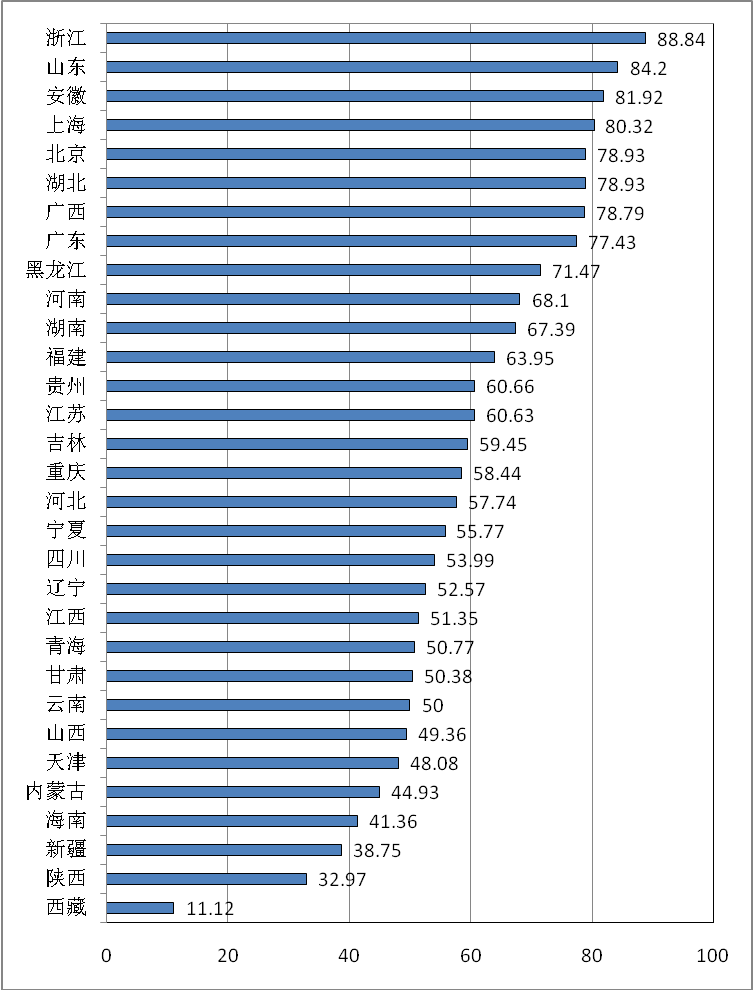 浙江 88.84
山东 84.2
安徽 81.92
上海 80.32
北京 78.93
湖北 78.93
广西 78.79
广东 77.43
黑龙江 71.47
河南 68.1
湖南 67.39
福建 63.95
贵州 60.66
江苏 60.63
吉林 59.45
重庆 58.44
河北 57.74
宁夏 55.77
四川 53.99
辽宁 52.57
江西 51.35
青海 50.77
甘肃 50.38
云南 50
山西 49.36
天津 48.08
内蒙古 44.93
海南 41.36
新疆 38.75
陕西 32.97
西藏 11.12
0 20 40 60 80 100